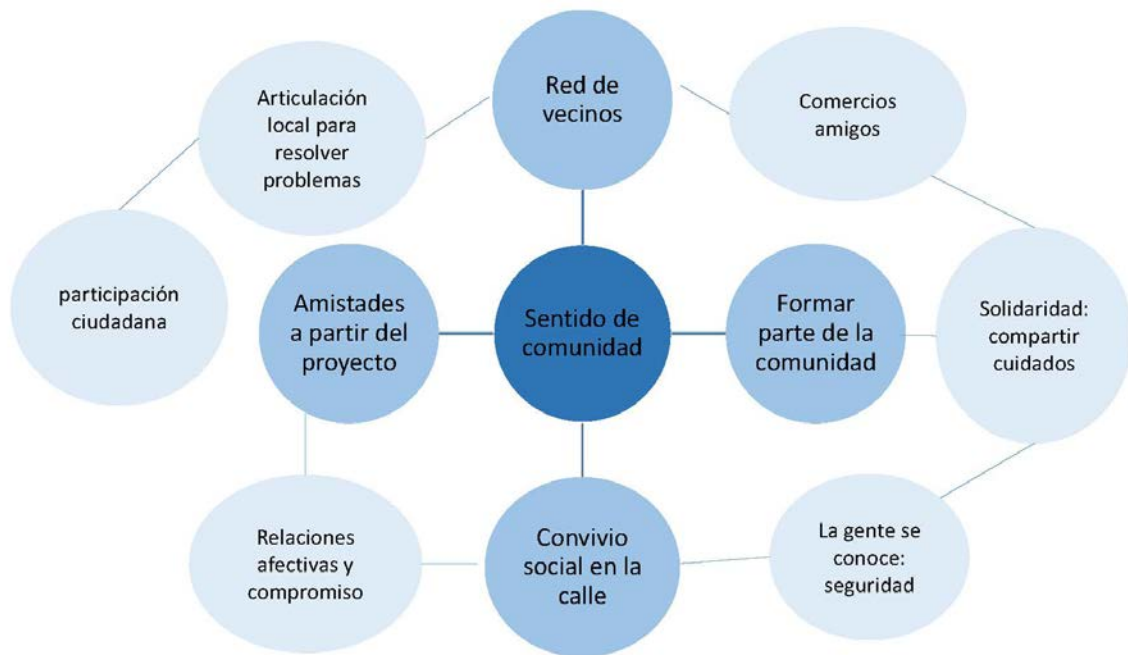 Red de
vecinos
Articulación
local para
resolver
problemas
Comercios
amigos
participación
ciudadana
Amistades
a partir del
proyecto
Sentido de
comunidad
Formar
parte de la
comunidad
Solidaridad:
compartir
cuidados
Relaciones
afectivas y
compromiso
Convivio
social en la
calle
La gente se
conoce:
seguridad